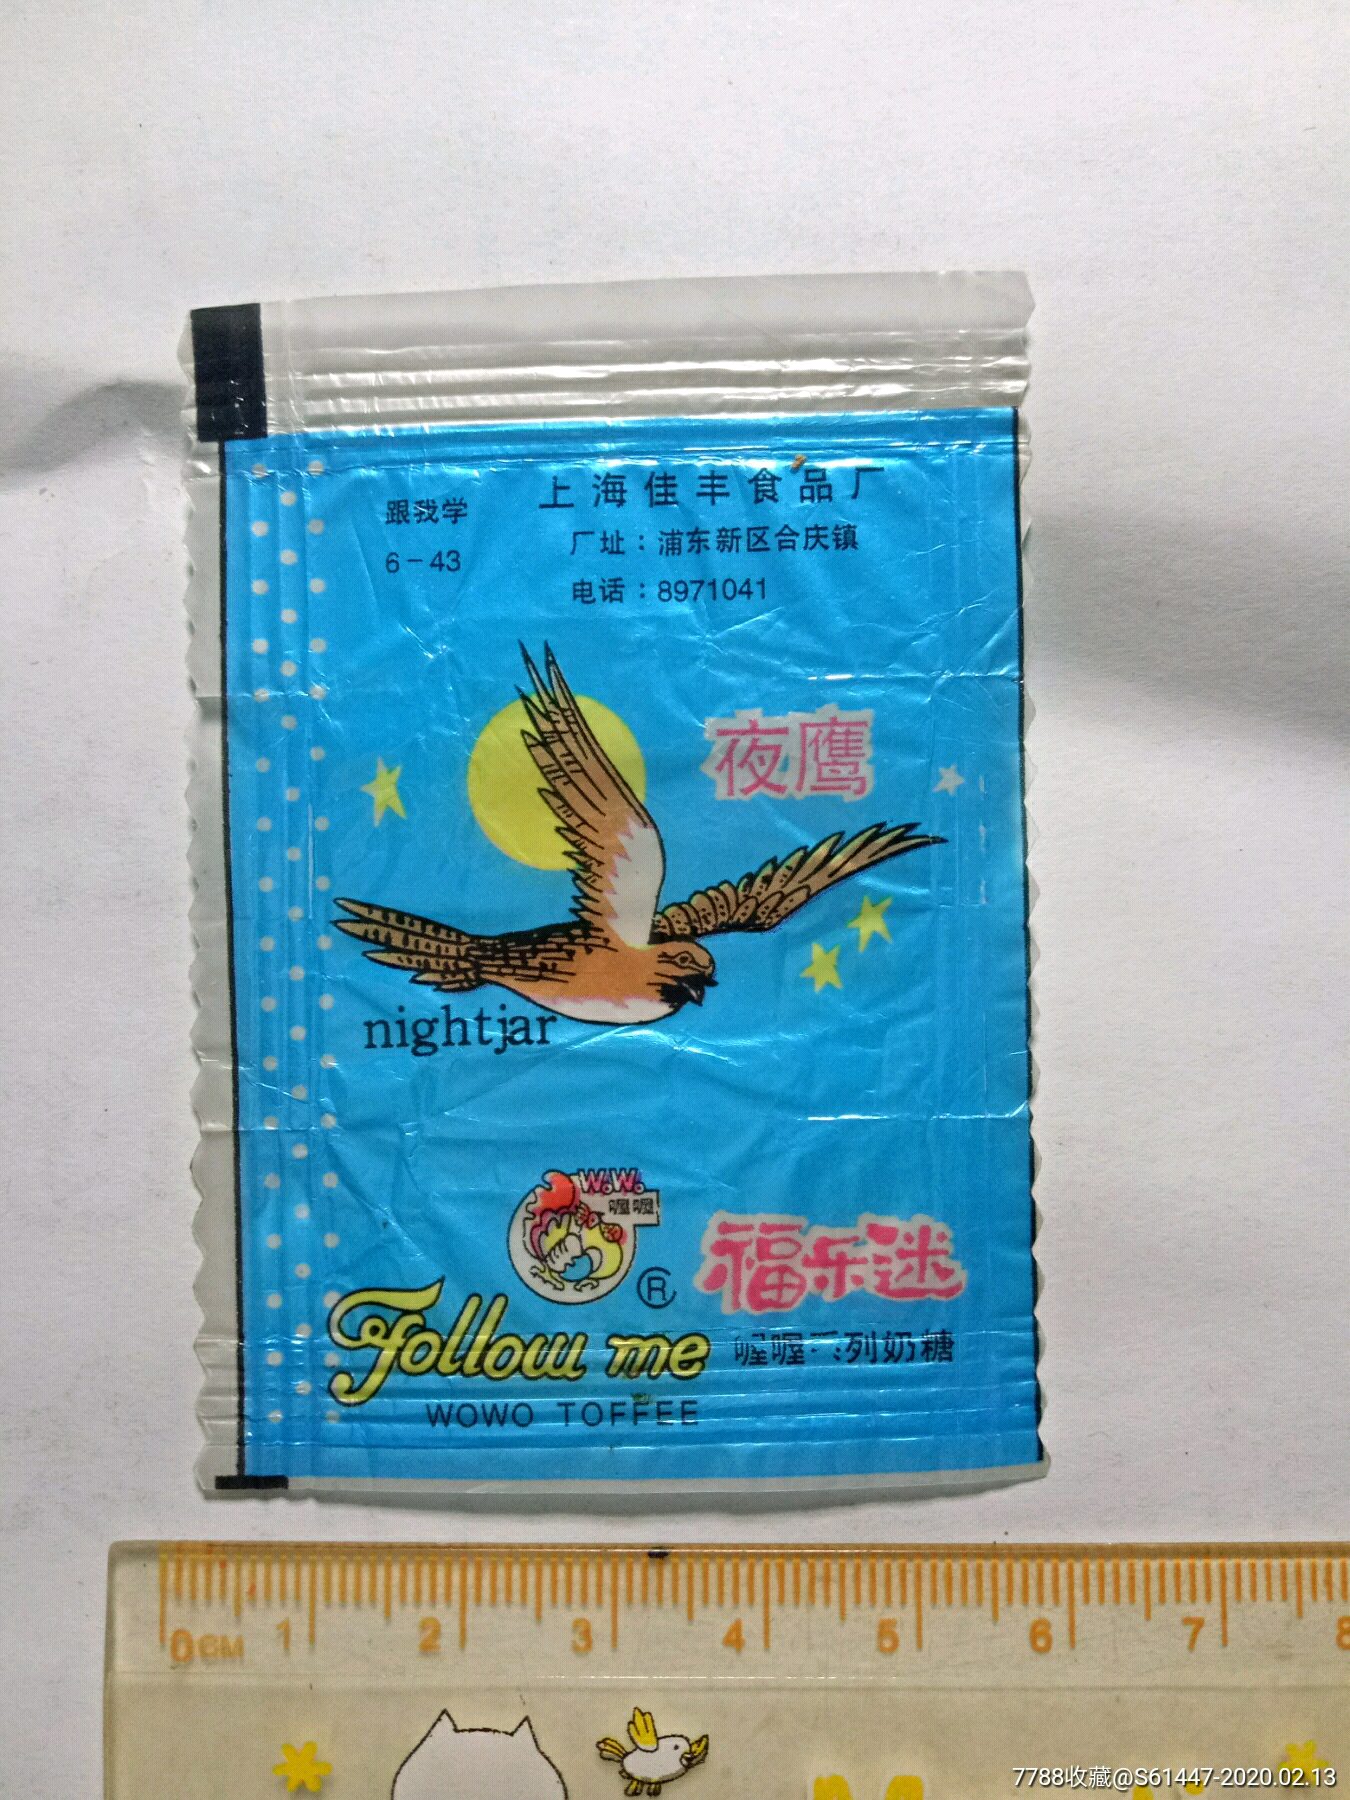 跟我学
6-43
上海佳丰食品厂
厂址：浦东新区合庆镇
电话：8971041
夜鹰
nightjar
W.W.
喔喔
R
福乐迷
Follow me
喔喔系列奶糖
WOWO TOFFEE
0CM 1 2 3 4 5 6 7 8
7788收藏@S61447-2020.02.13